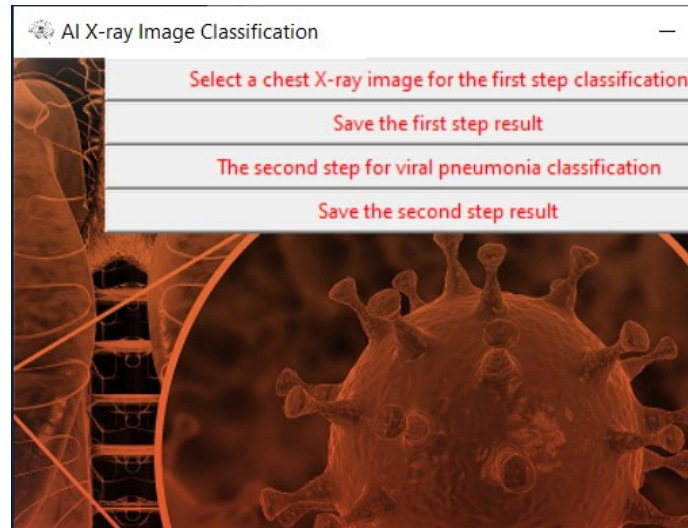 AI X-ray Image Classification
Select a chest X-ray image for the first step classification
Save the first step result
The second step for viral pneumonia classification
Save the second step result